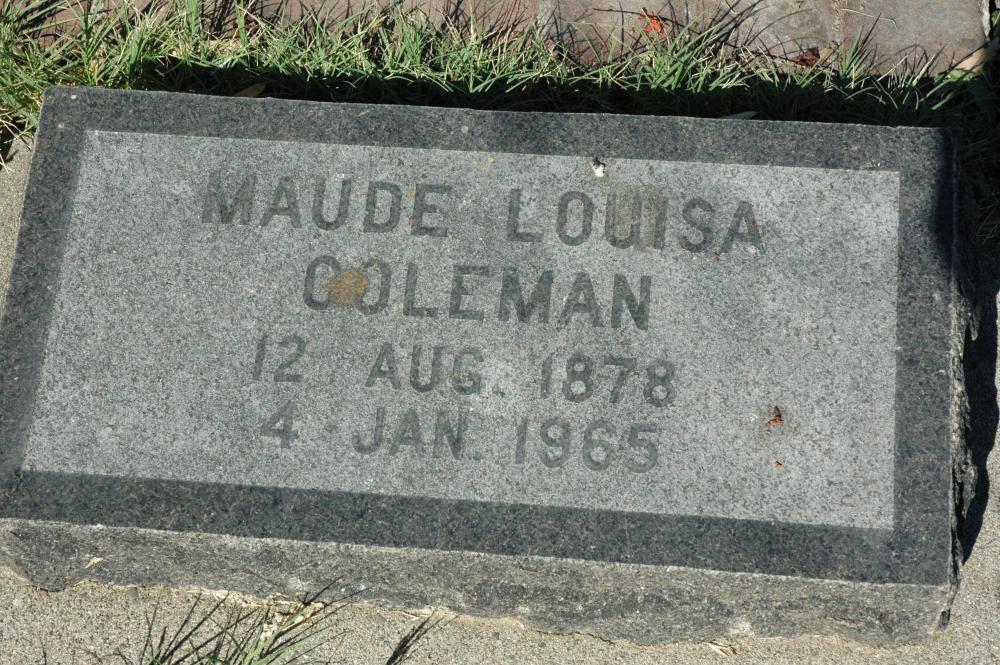 MAUDE LOUISA
COLEMAN
12 AUG. 1878
4 JAN. 1965